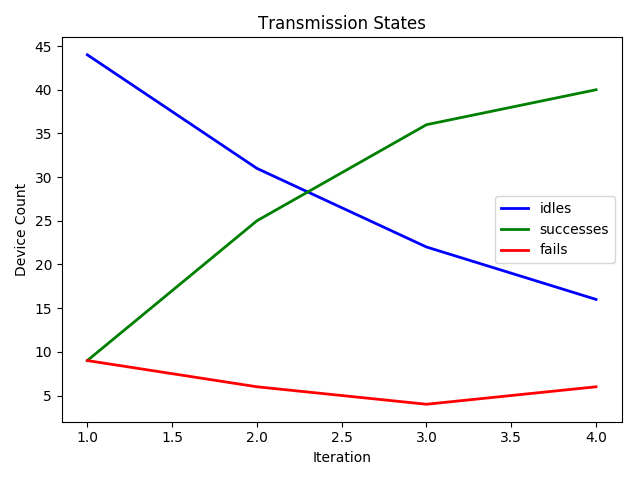 Transmission States
45
40
35
30
25
20
15
10
5
Device Count
idles
successes
fails
1.0 1.5 2.0 2.5 3.0 3.5 4.0
Iteration